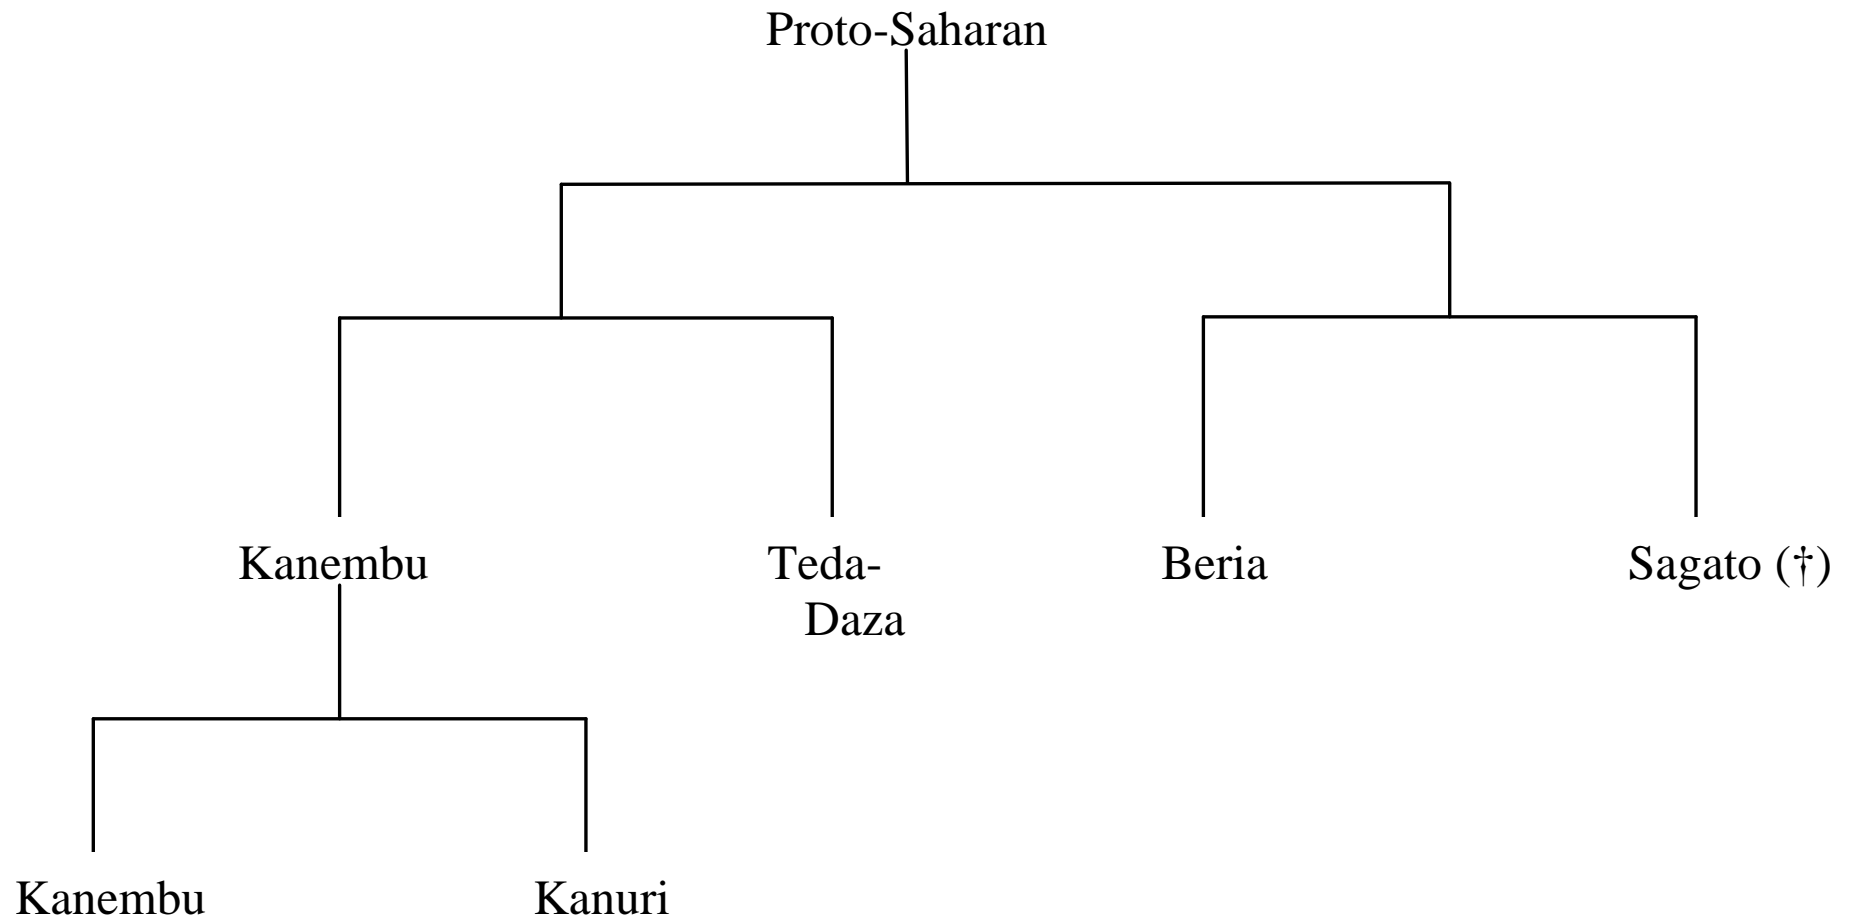 Proto-Saharan
Kanembu
Teda-
Daza
Beria
Sagato (†)
Kanembu
Kanuri